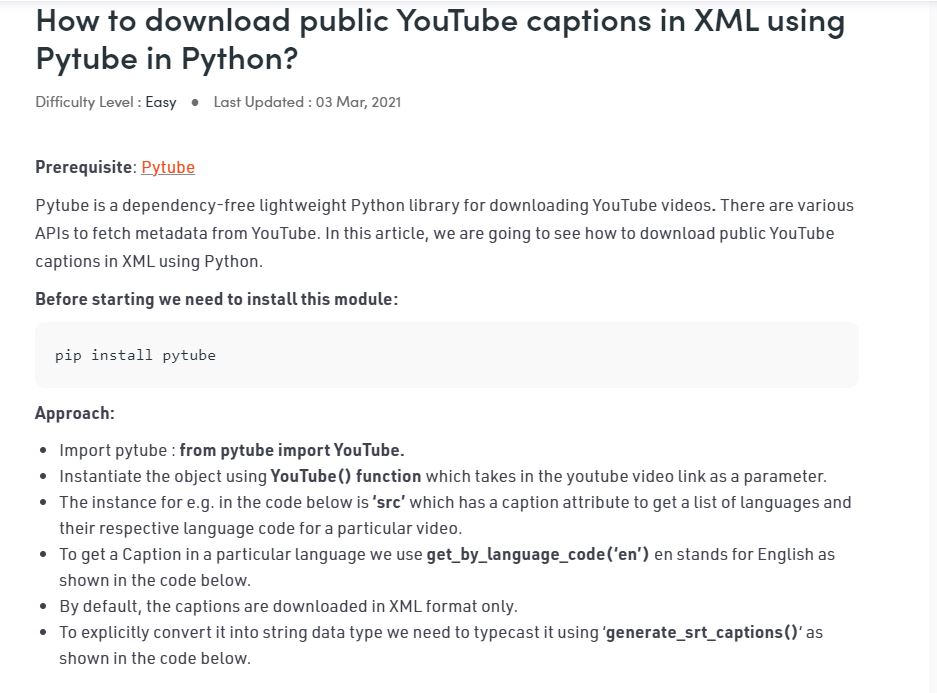 How to download public YouTube captions in XML using
Pytube in Python?
Difficulty Level : Easy ● Last Updated : 03 Mar, 2021
Prerequisite: Pytube
Pytube is a dependency-free lightweight Python library for downloading YouTube videos. There are various
APIs to fetch metadata from YouTube. In this article, we are going to see how to download public YouTube
captions in XML using Python.
Before starting we need to install this module:
pip install pytube
Approach:
• Import pytube : from pytube import YouTube.
• Instantiate the object using YouTube() function which takes in the youtube video link as a parameter.
• The instance for e.g. in the code below is ‘src’ which has a caption attribute to get a list of languages and
their respective language code for a particular video.
• To get a Caption in a particular language we use get_by_language_code(‘en’) en stands for English as
shown in the code below.
• By default, the captions are downloaded in XML format only.
• To explicitly convert it into string data type we need to typecast it using ‘generate_srt_captions()‘ as
shown in the code below.